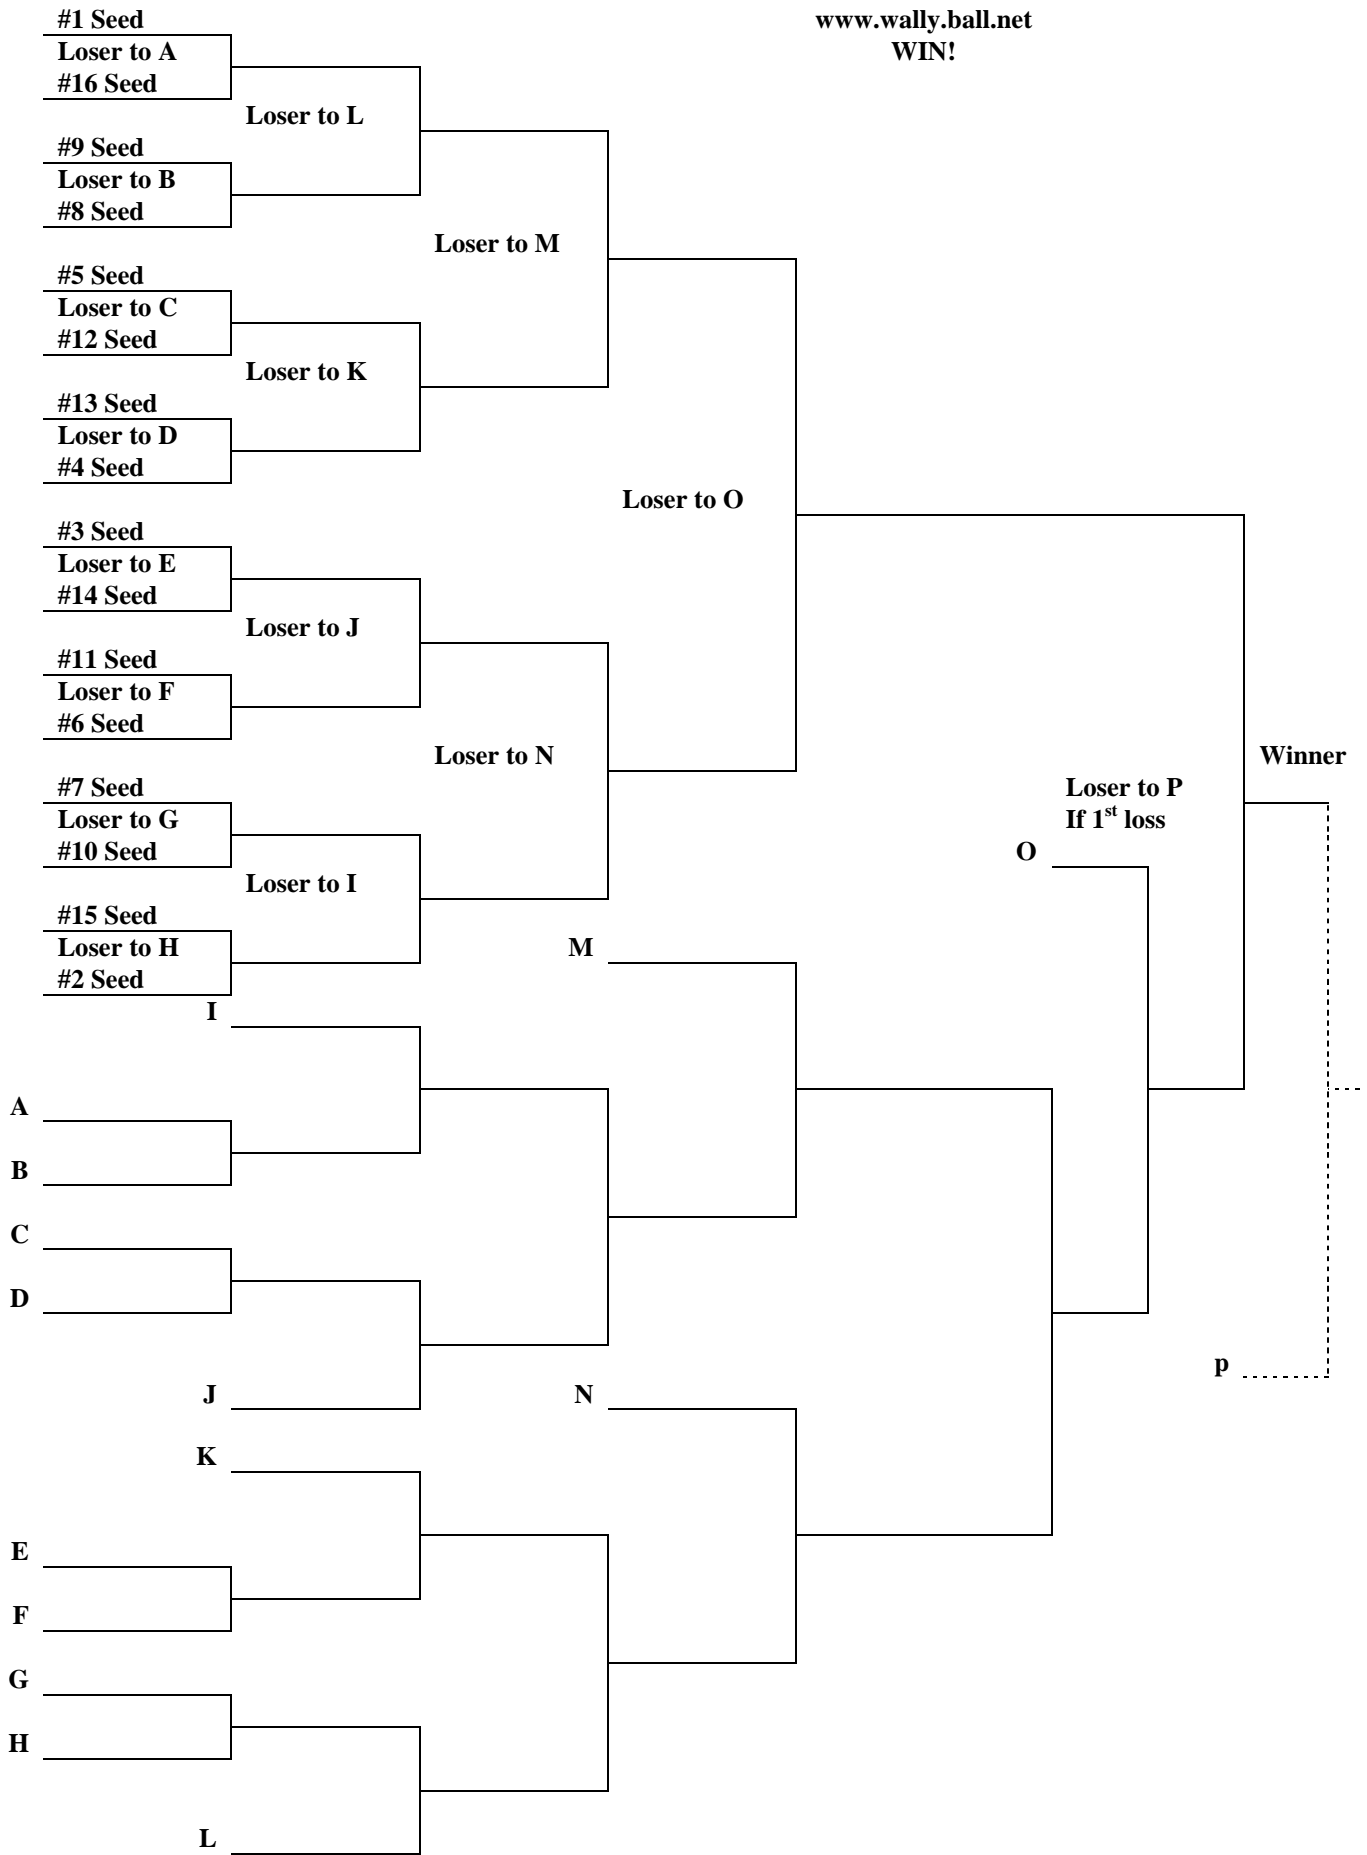 #1 Seed
www.wally.ball.net
Loser to A
WIN!
#16 Seed
Loser to L
#9 Seed
Loser to B
#8 Seed
Loser to M
#5 Seed
Loser to C
#12 Seed
Loser to K
#13 Seed
Loser to D
#4 Seed
Loser to O
#3 Seed
Loser to E
#14 Seed
Loser to J
#11 Seed
Loser to F
#6 Seed
Loser to N
Winner
#7 Seed
Loser to P
Loser to G
If 1st loss
#10 Seed
O
Loser to I
#15 Seed
Loser to H
M
#2 Seed
I
A
B
C
D
p
J
N
K
E
F
G
H
L